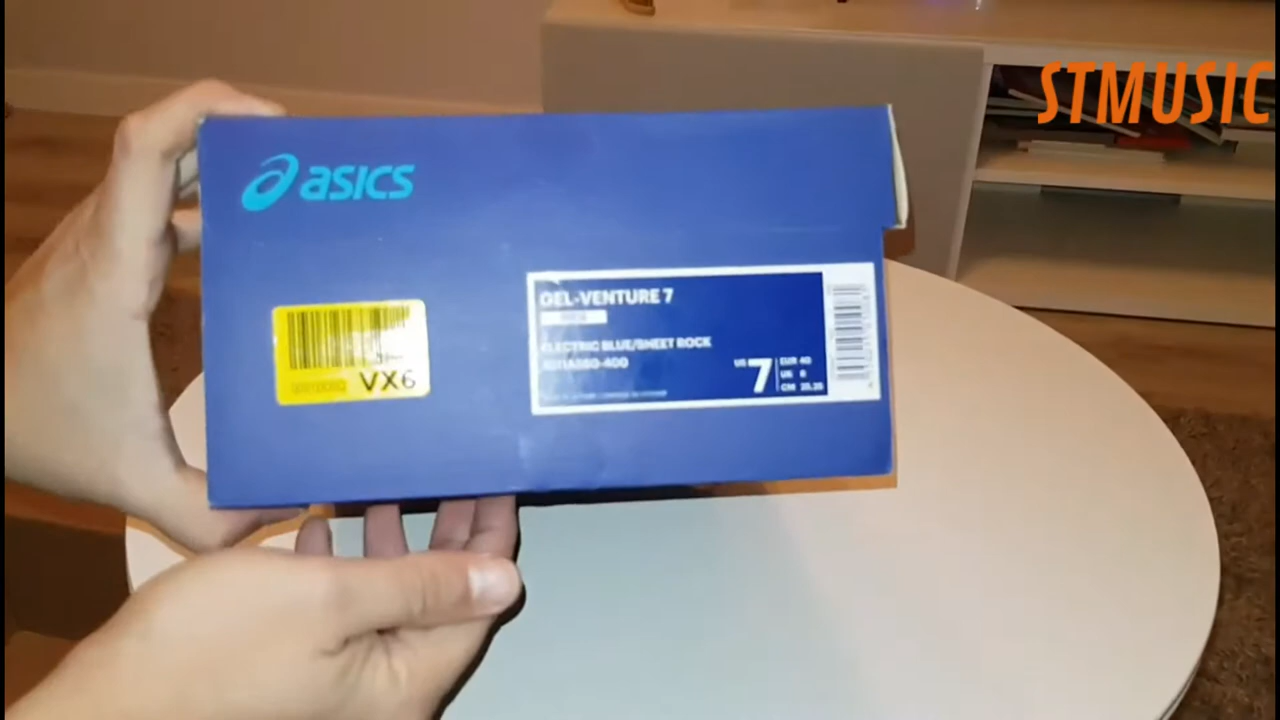 STMUSIC
asics
GEL-VENTURE 7
ELECTRIC BLUE/SHEET ROCK
US 7
EUR 40
UK 6
CM 25.25
VX6